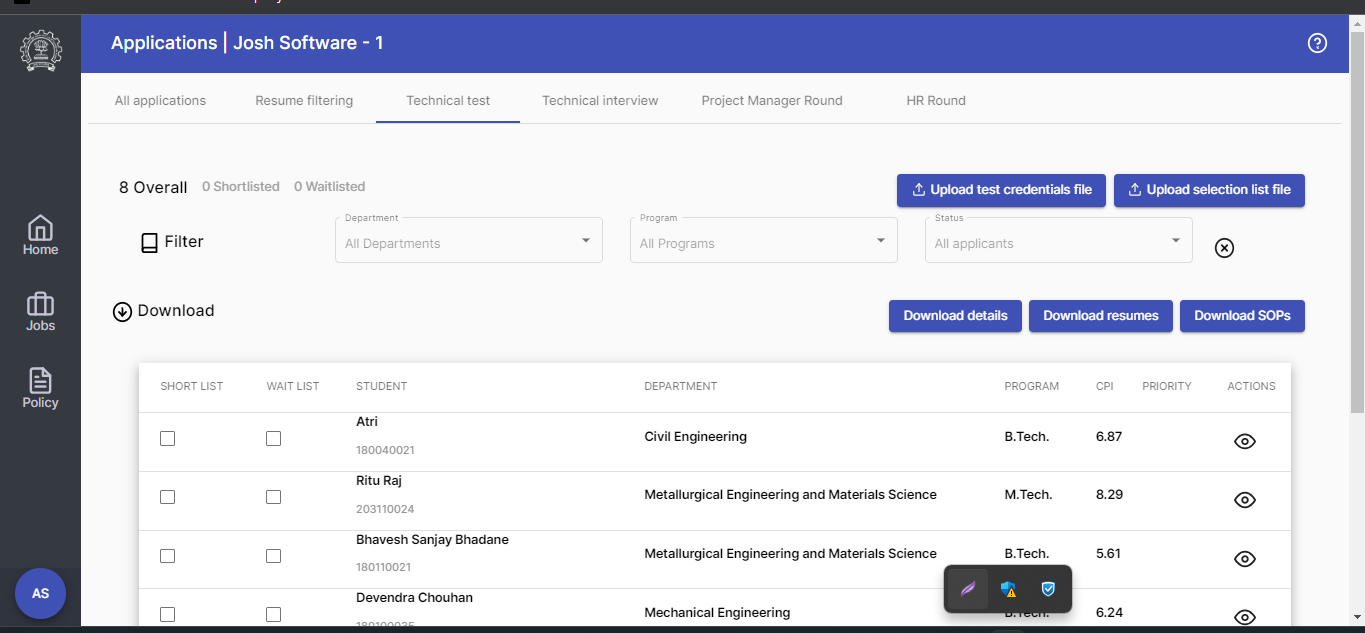 Applications | Josh Software - 1
All applications Resume filtering Technical test Technical interview Project Manager Round HR Round
8 Overall 0 Shortlisted 0 Waitlisted
Upload test credentials file Upload selection list file
Filter
Department
All Departments
Program
All Programs
Status
All applicants
Home
Jobs
Policy
AS
Download
Download details Download resumes Download SOPs
SHORT LIST WAIT LIST STUDENT DEPARTMENT PROGRAM CPI PRIORITY ACTIONS
Atri
180040021
Civil Engineering B.Tech. 6.87
Ritu Raj
203110024
Metallurgical Engineering and Materials Science M.Tech. 8.29
Bhavesh Sanjay Bhadane
180110021
Metallurgical Engineering and Materials Science B.Tech. 5.61
Devendra Chouhan
Mechanical Engineering B.Tech. 6.24